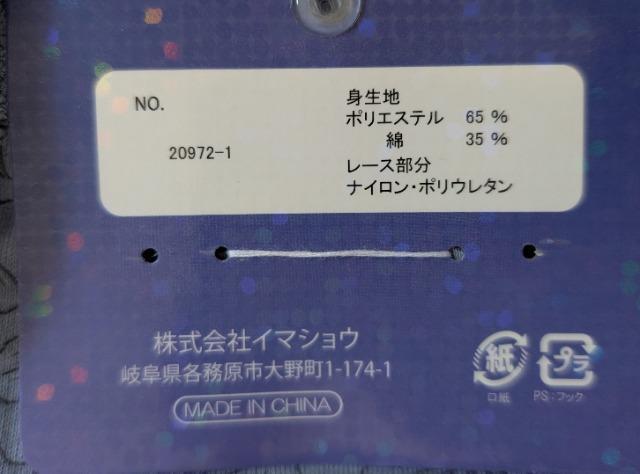 NO.
20972-1
身生地
ポリエステル 65 %
綿 35 %
レース部分
ナイロン・ポリウレタン
株式会社イマショウ
岐阜県各務原市大野町1-174-1
MADE IN CHINA
紙
口紙
プラ
PS:フック